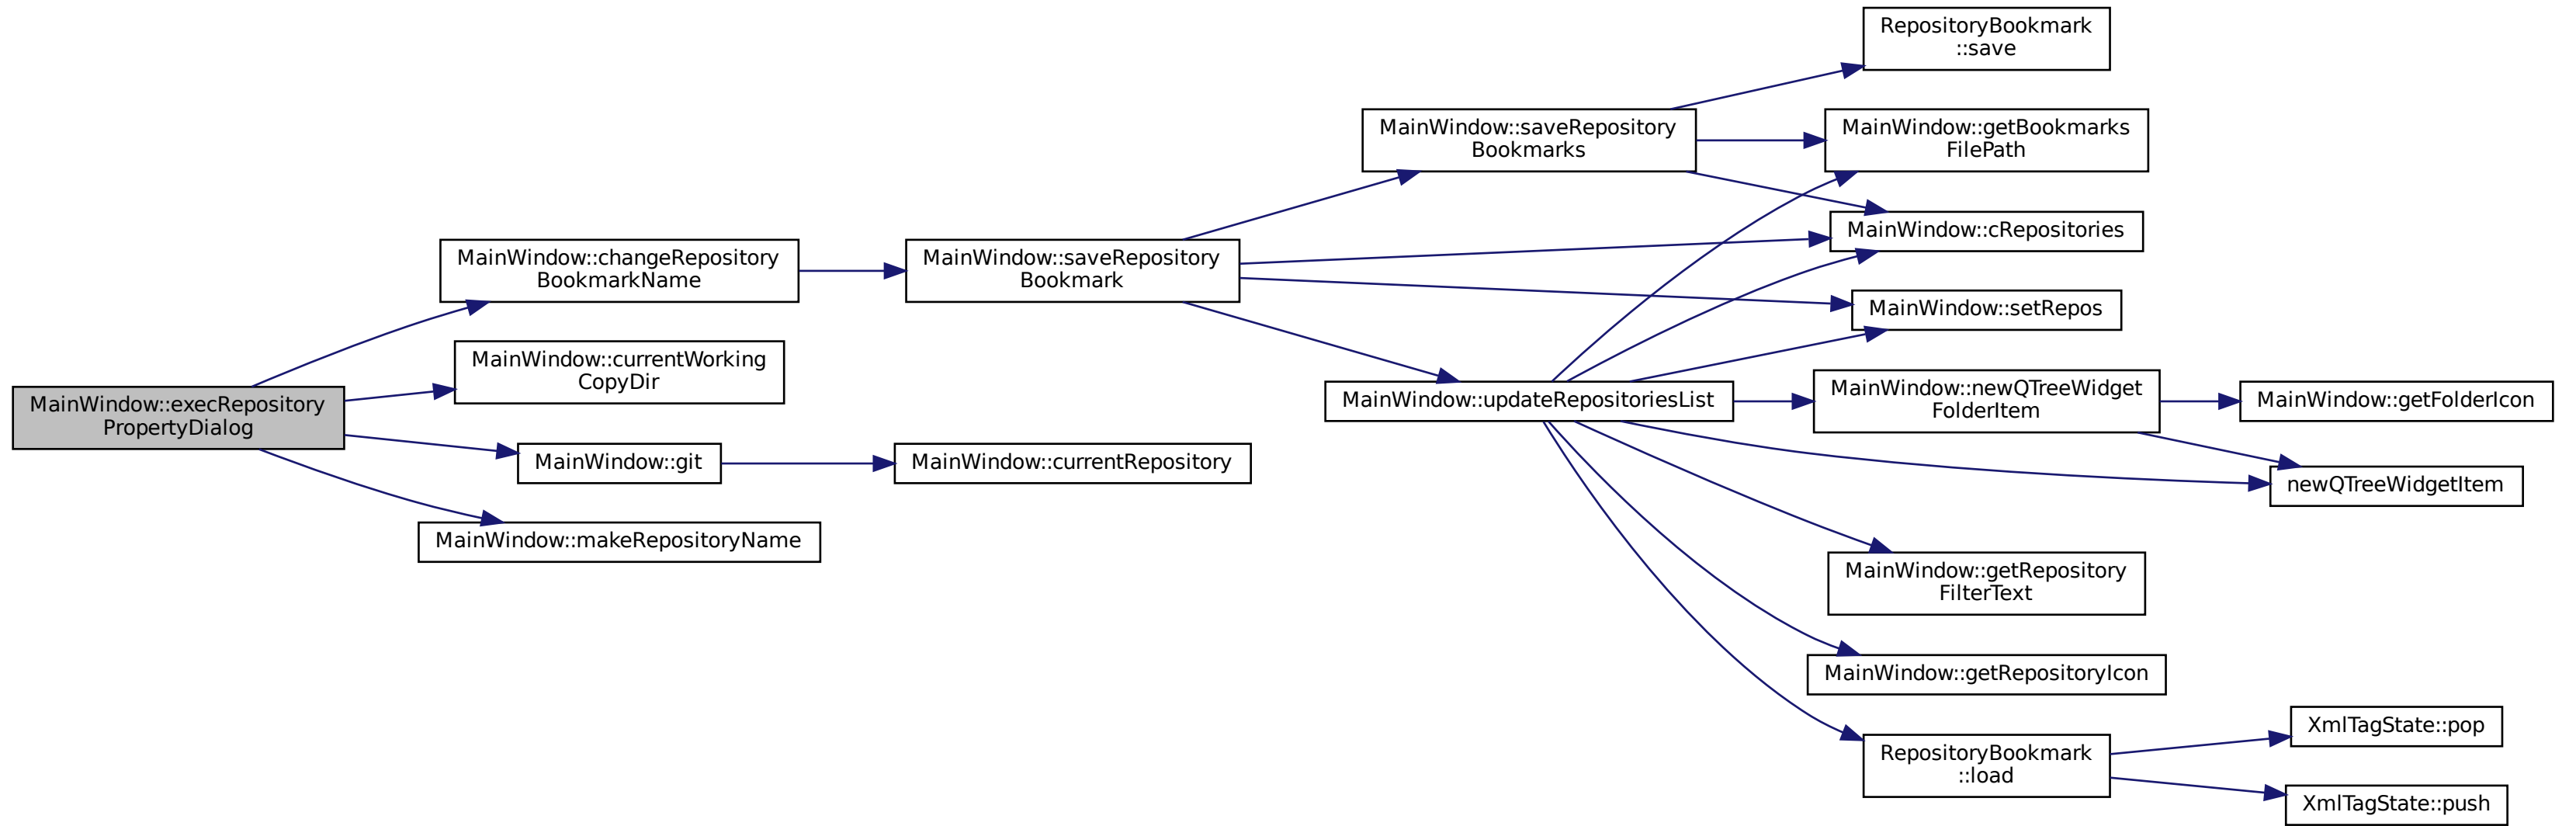 MainWindow::execRepository
PropertyDialog
MainWindow::changeRepository
BookmarkName
MainWindow::currentWorking
CopyDir
MainWindow::git
MainWindow::makeRepositoryName
MainWindow::saveRepository
Bookmark
MainWindow::currentRepository
MainWindow::saveRepository
Bookmarks
MainWindow::updateRepositoriesList
RepositoryBookmark
::save
MainWindow::getBookmarks
FilePath
MainWindow::cRepositories
MainWindow::setRepos
MainWindow::newQTreeWidget
FolderItem
MainWindow::getRepository
FilterText
MainWindow::getRepositoryIcon
RepositoryBookmark
::load
MainWindow::getFolderIcon
newQTreeWidgetItem
XmlTagState::pop
XmlTagState::push